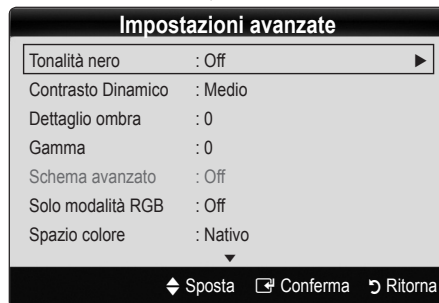 Impostazioni avanzate
Tonalità nero : Off
Contrasto Dinamico : Medio
Dettaglio ombra : 0
Gamma : 0
Schema avanzato : Off
Solo modalità RGB : Off
Spazio colore : Nativo
Sposta Conferma Ritorna